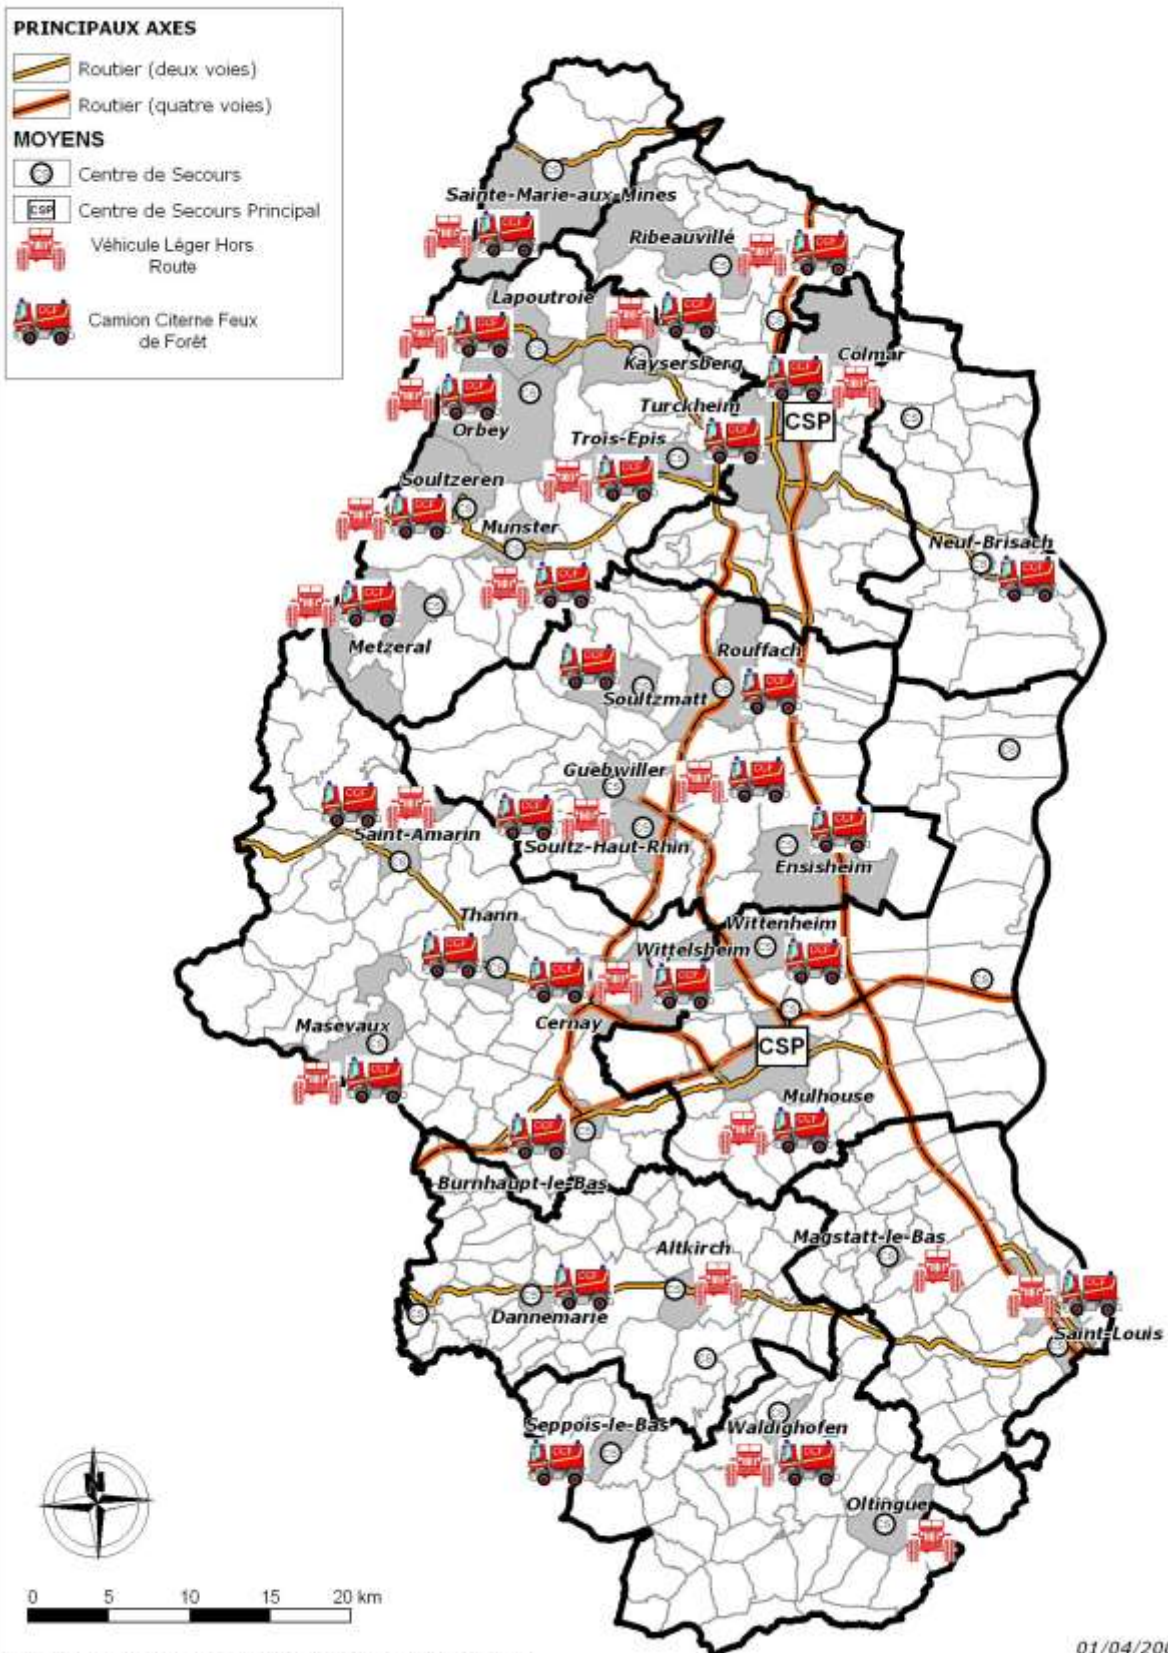 PRINCIPAUX AXES
Routier (deux voies)
Routier (quatre voies)
MOYENS
CS Centre de Secours
CSP Centre de Secours Principal
Véhicule Léger Hors
Route
CCF Camion Citerne Feux
de Forêt
Sainte-Marie-aux-Mines
Ribeauvillé
Lapoutroie
Kaysersberg
Colmar
Turckheim
CSP
Orbey
Trois-Epis
Soultzeren
Munster
Neuf-Brisach
Metzeral
Rouffach
Soultzmatt
Guebwiller
Saint-Amarin
Soultz-Haut-Rhin
Ensisheim
Thann
Wittenheim
Wittelsheim
Masevaux
Cernay
CSP
Mulhouse
Burnhaupt-le-Bas
Altkirch
Magstatt-le-Bas
Dannemarie
Saint-Louis
Seppois-le-Bas
Waldighofen
Oltingue
N
0 5 10 15 20 km